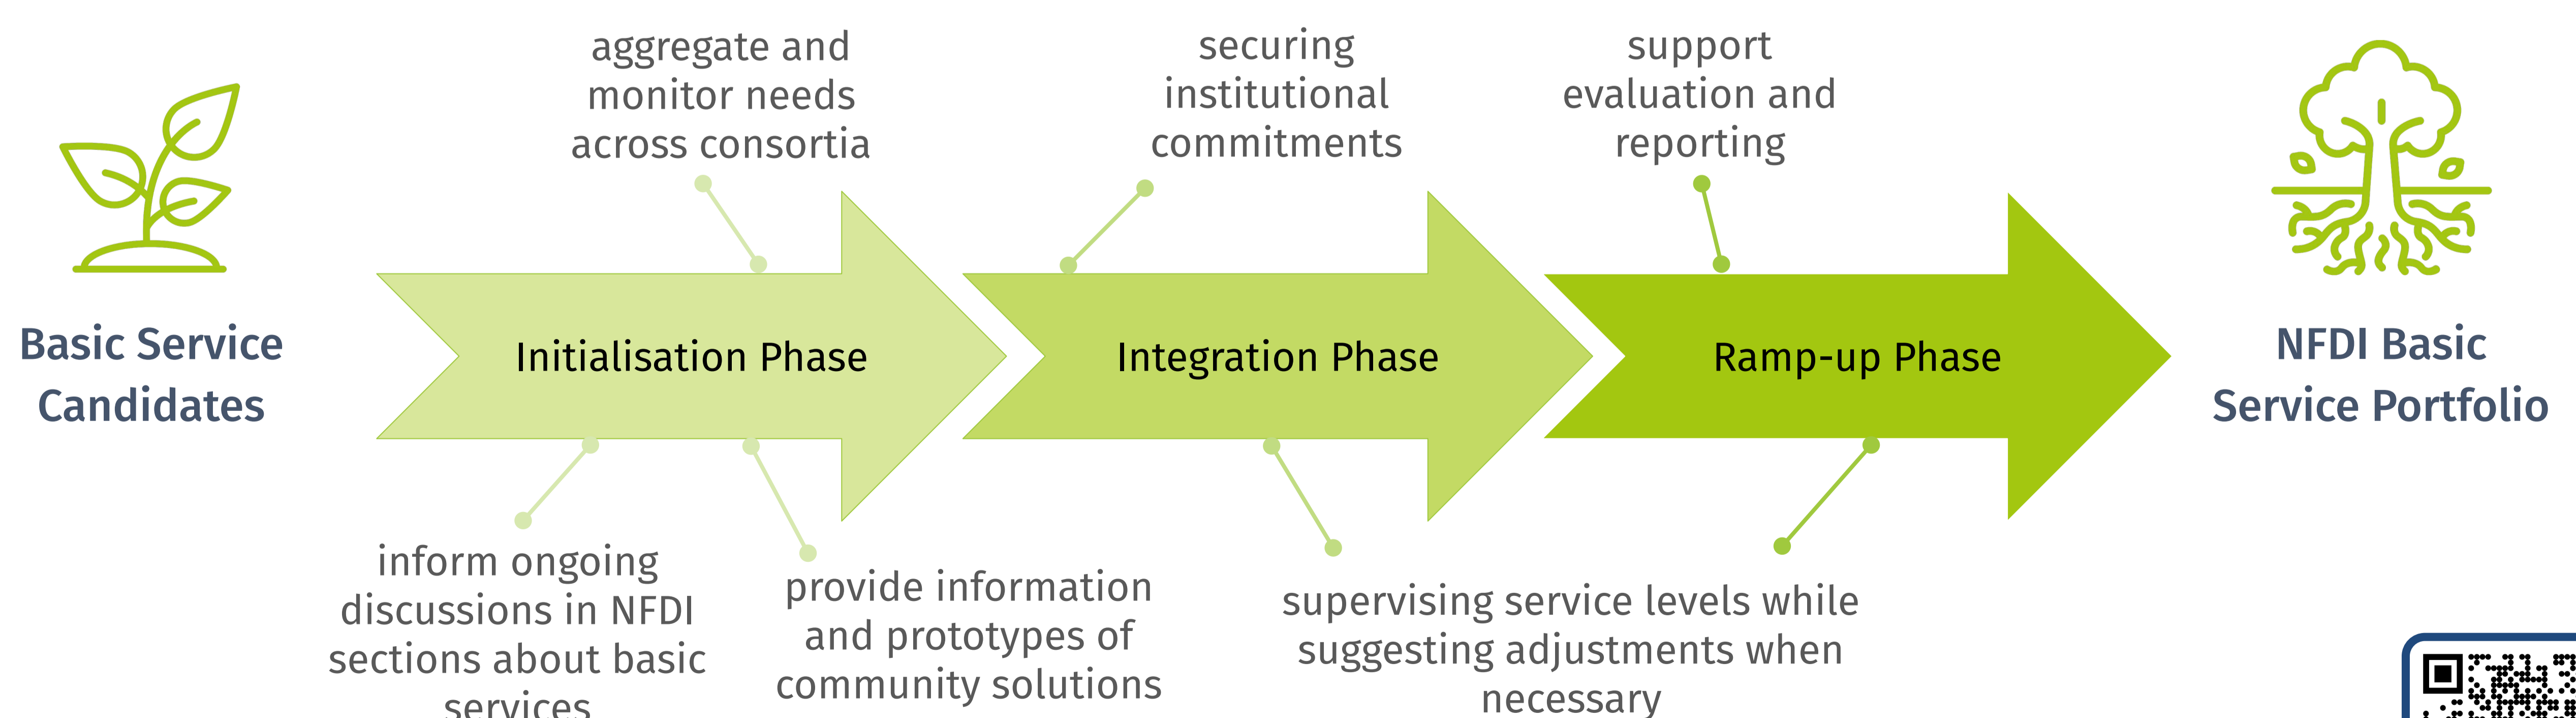 aggregate and
monitor needs
across consortia
securing
institutional
commitments
support
evaluation and
reporting
Basic Service
Candidates
Initialisation Phase
Integration Phase
Ramp-up Phase
NFDI Basic
Service Portfolio
inform ongoing
discussions in NFDI
sections about basic
services
provide information
and prototypes of
community solutions
supervising service levels while
suggesting adjustments when
necessary